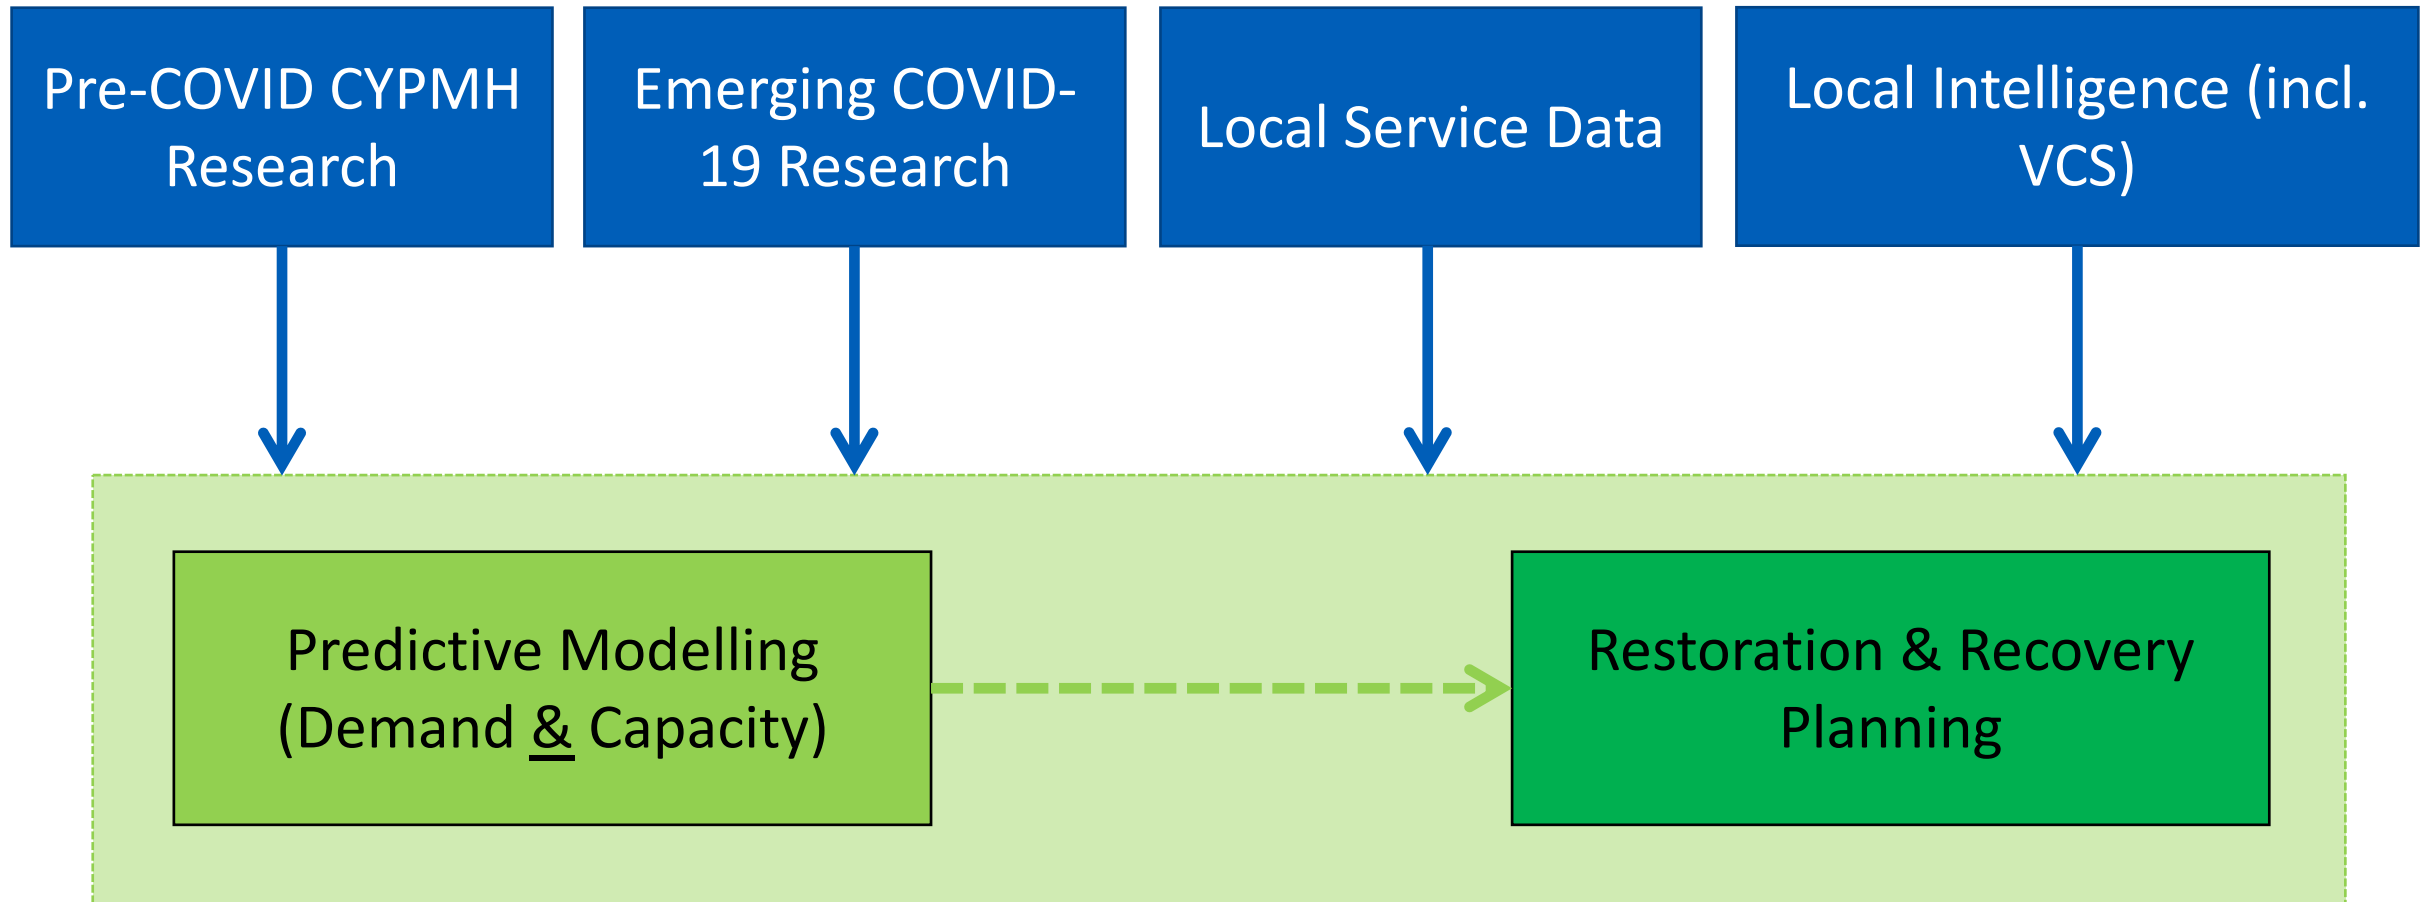 Pre-COVID CYPMH
Research
Emerging COVID-
19 Research
Local Service Data
Local Intelligence (incl.
VCS)
Predictive Modelling
(Demand & Capacity)
Restoration & Recovery
Planning